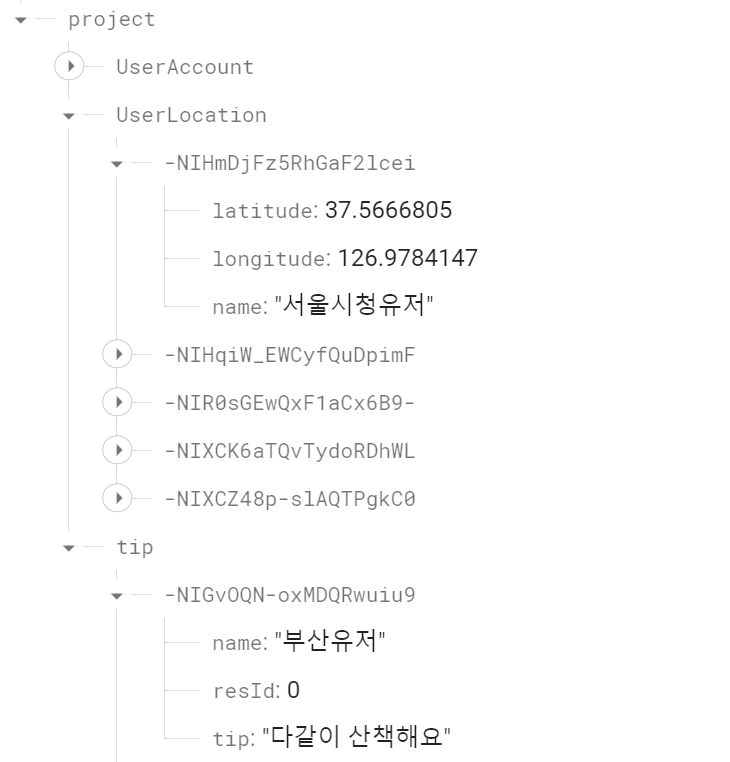 project
UserAccount
UserLocation
-NIHmDjFz5RhGaF2lcei
latitude: 37.5666805
longitude: 126.9784147
name: "서울시청유저"
-NIHqiW_EWCyfQuDpimF
-NIR0sGEwQxF1aCx6B9-
-NIXCK6aTQvTydoRDhWL
-NIXCZ48p-slAQTPgkC0
tip
-NIGvOQN-oxMDQRwuiu9
name: "부산유저"
resId: 0
tip: "다같이 산책해요"